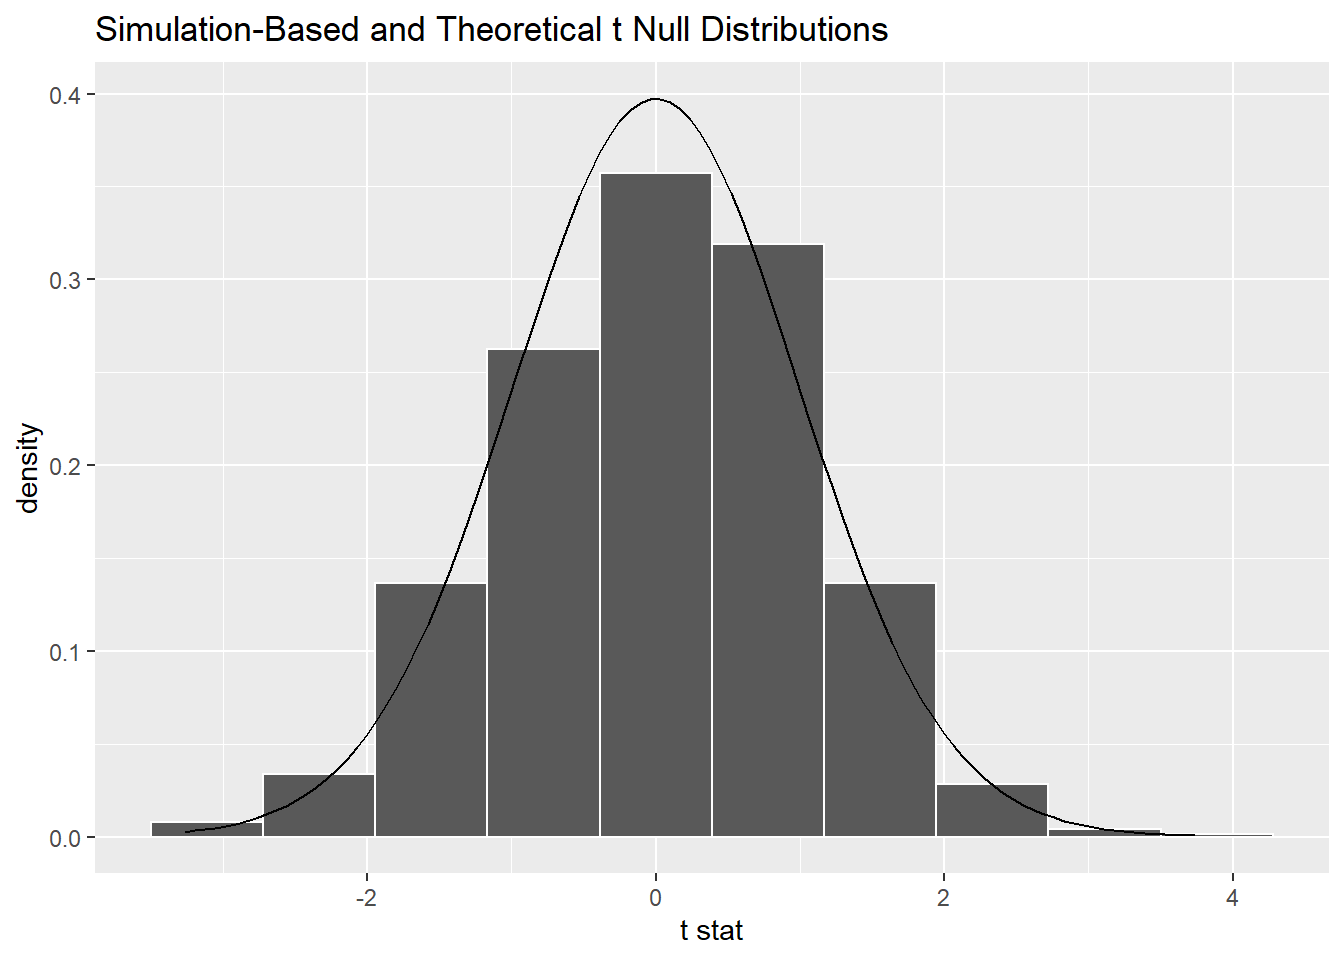 Simulation-Based and Theoretical t Null Distributions
0.4
0.3
0.2
0.1
0.0
density
-2 0 2 4
t stat